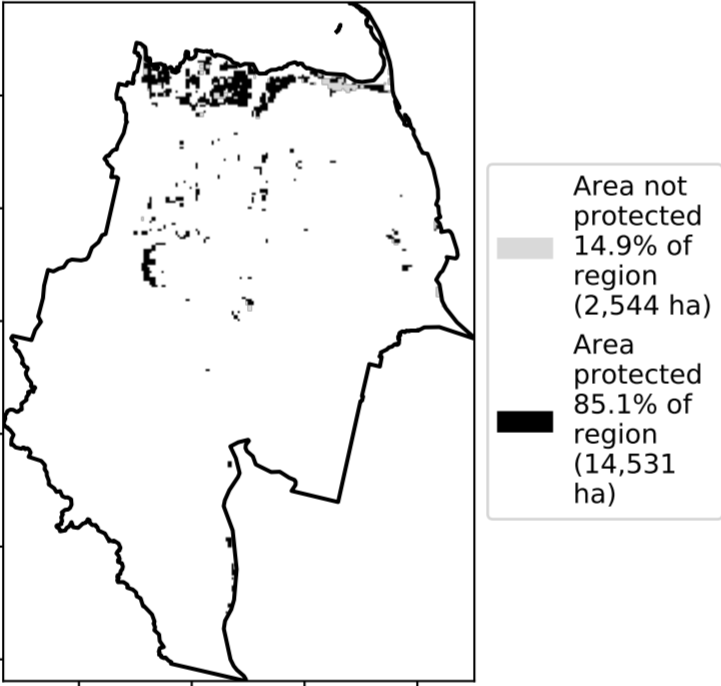 Area not
protected
14.9% of
region
(2,544 ha)
Area
protected
85.1% of
region
(14,531
ha)